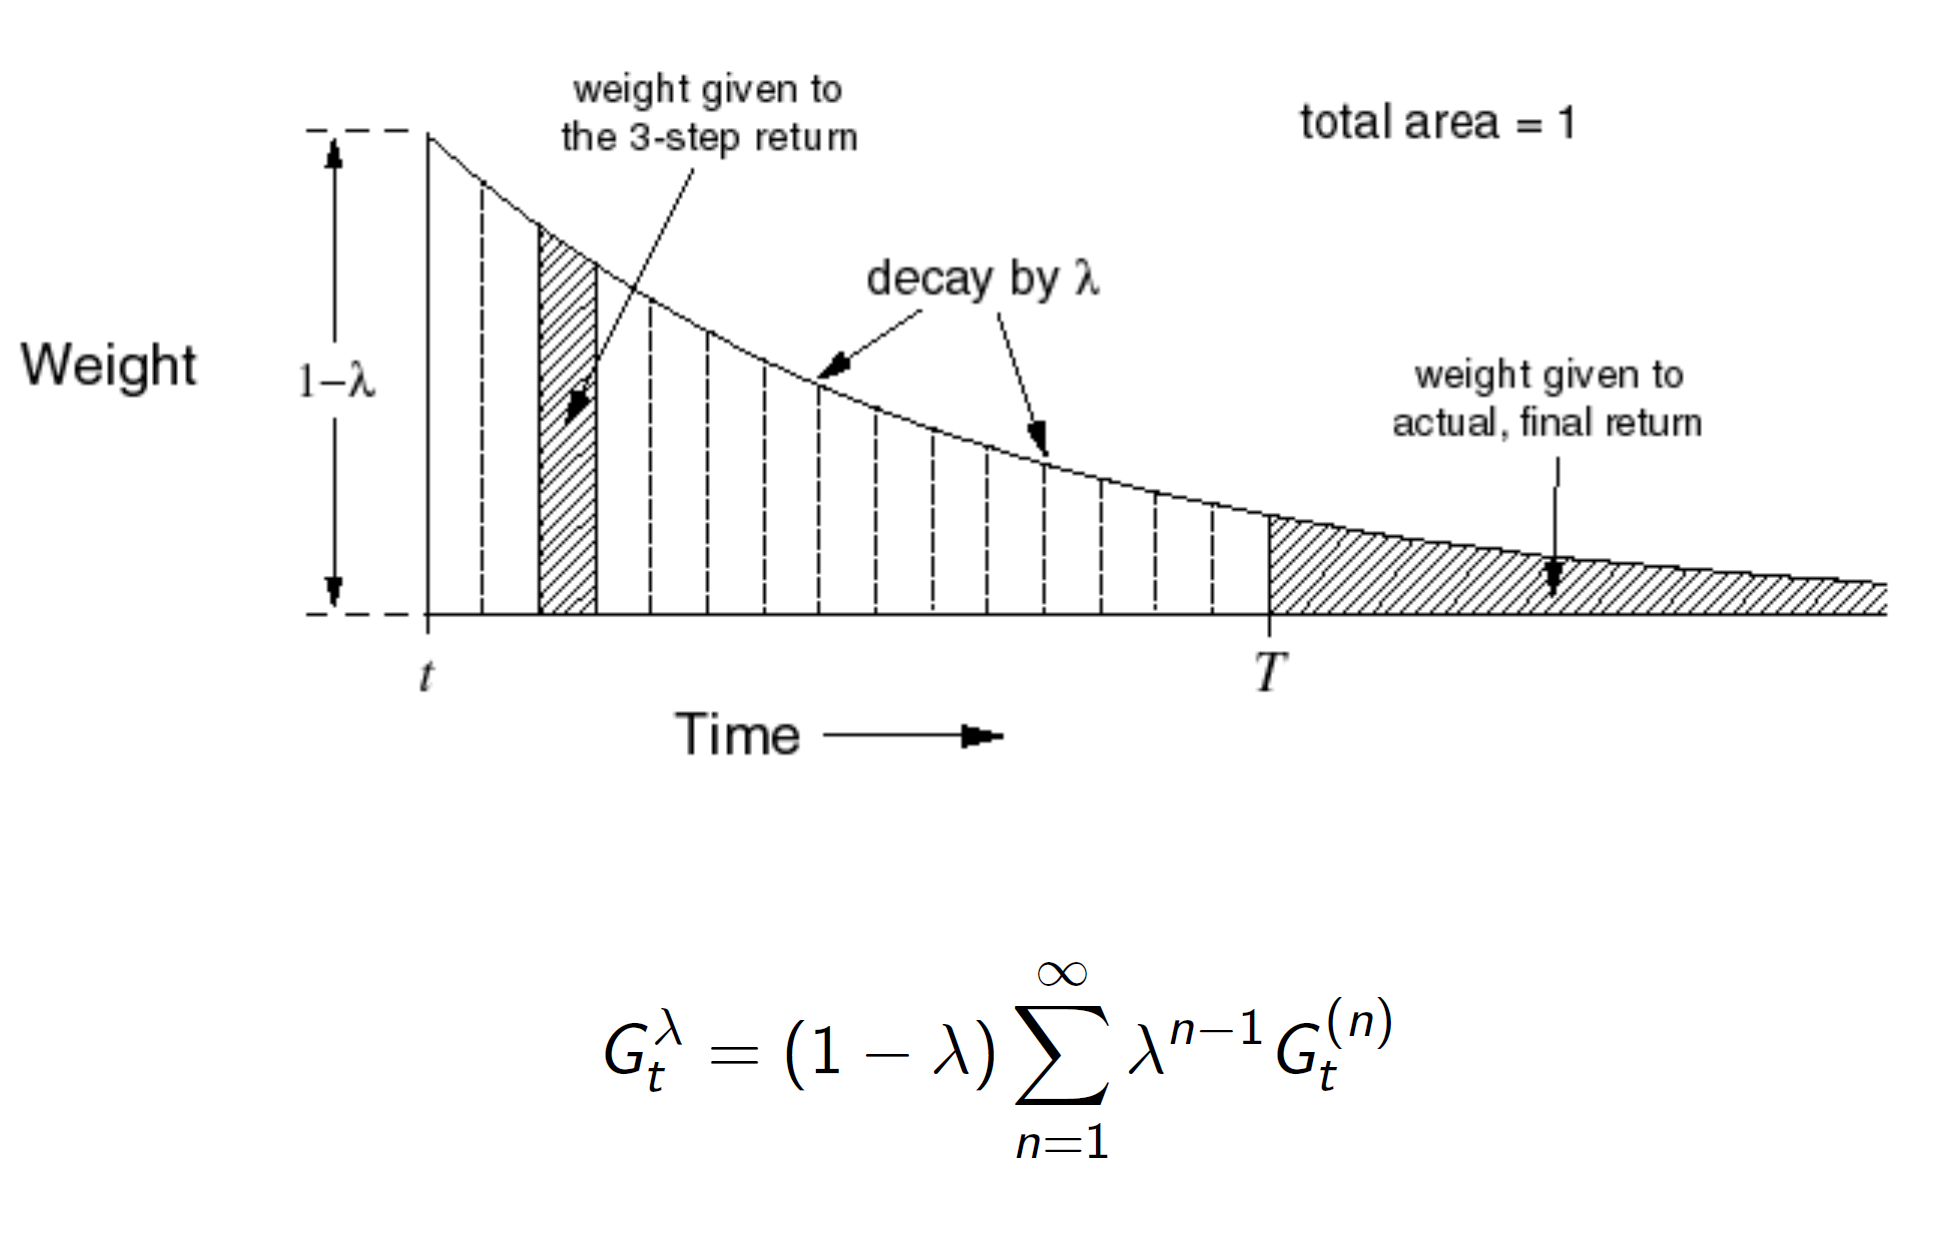 weight given to
the 3-step return
total area = 1
decay by λ
Weight
1−λ
weight given to
actual, final return
t
T
Time
G_t^λ = (1 − λ) ∑_{n=1}^{∞} λ^{n−1} G_t^{(n)}